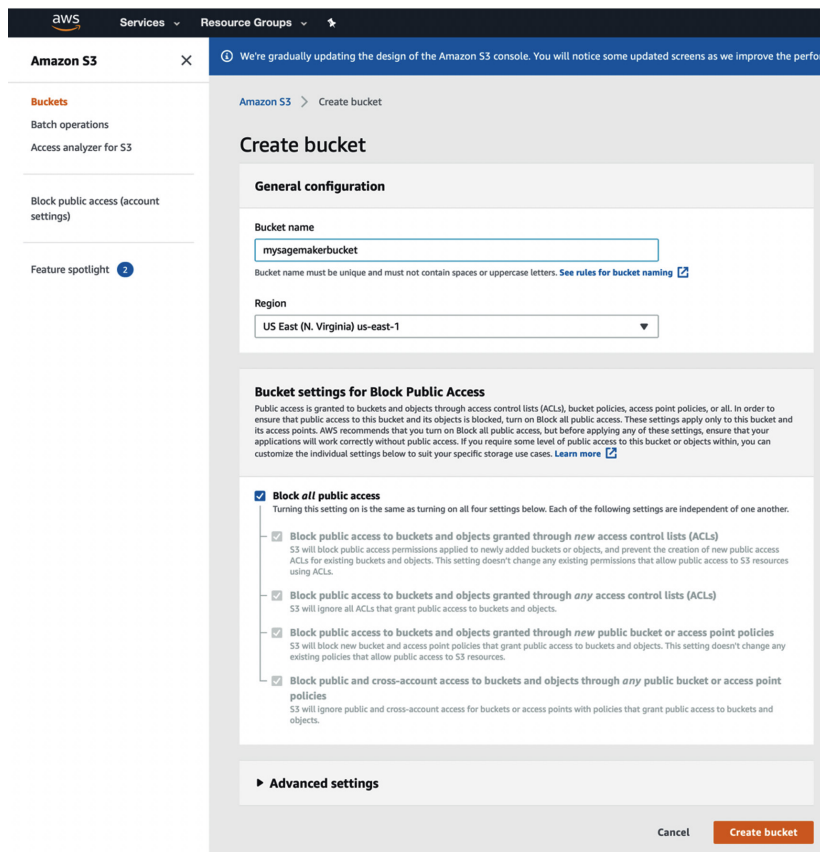 aws Services Resource Groups
Amazon S3
We're gradually updating the design of the Amazon S3 console. You will notice some updated screens as we improve the
Buckets
Batch operations
Access analyzer for S3
Block public access (account
settings)
Feature spotlight 2
Amazon S3 > Create bucket
Create bucket
General configuration
Bucket name
mysagemakerbucket
Bucket name must be unique and must not contain spaces or uppercase letters. See rules for bucket naming
Region
US East (N. Virginia) us-east-1
Bucket settings for Block Public Access
Public access is granted to buckets and objects through access control lists (ACLs), bucket policies, access point policies, or all. In order to
ensure that public access to this bucket and its objects is blocked, turn on Block all public access. These settings apply only to this bucket and
its access points. AWS recommends that you turn on Block all public access, but before applying any of these settings, ensure that your
applications will work correctly without public access. If you require some level of public access to this bucket or objects within, you can
customize the individual settings below to suit your specific storage use cases. Learn more
Block all public access
Turning this setting on is the same as turning on all four settings below. Each of the following settings are independent of one another.
Block public access to buckets and objects granted through new access control lists (ACLs)
S3 will block public access permissions applied to newly added buckets or objects, and prevent the creation of new public access
ACLs for existing buckets and objects. This setting doesn't change any existing permissions that allow public access to S3 resources
using ACLs.
Block public access to buckets and objects granted through any access control lists (ACLs)
S3 will ignore all ACLs that grant public access to buckets and objects.
Block public access to buckets and objects granted through new public bucket or access point policies
S3 will block new bucket and access point policies that grant public access to buckets and objects. This setting doesn't change any
existing policies that allow public access to S3 resources.
Block public and cross-account access to buckets and objects through any public bucket or access point
policies
S3 will ignore public and cross-account access for buckets or access points with policies that grant public access to buckets and
objects.
Advanced settings
Cancel Create bucket